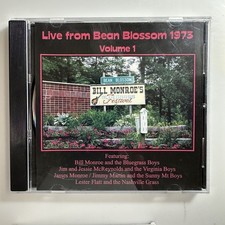 Live from Bean Blossom 1973
Volume 1
BEAN BLOSSOM
BILL MONROE'S
Festival
Featuring
Bill Monroe and the Bluegrass Boys
Jim and Jessie McReynolds and the Virginia Boys
James Monroe / Jimmy Martin and the Sunny Mt Boys
Lester Flatt and the Nashville Grass